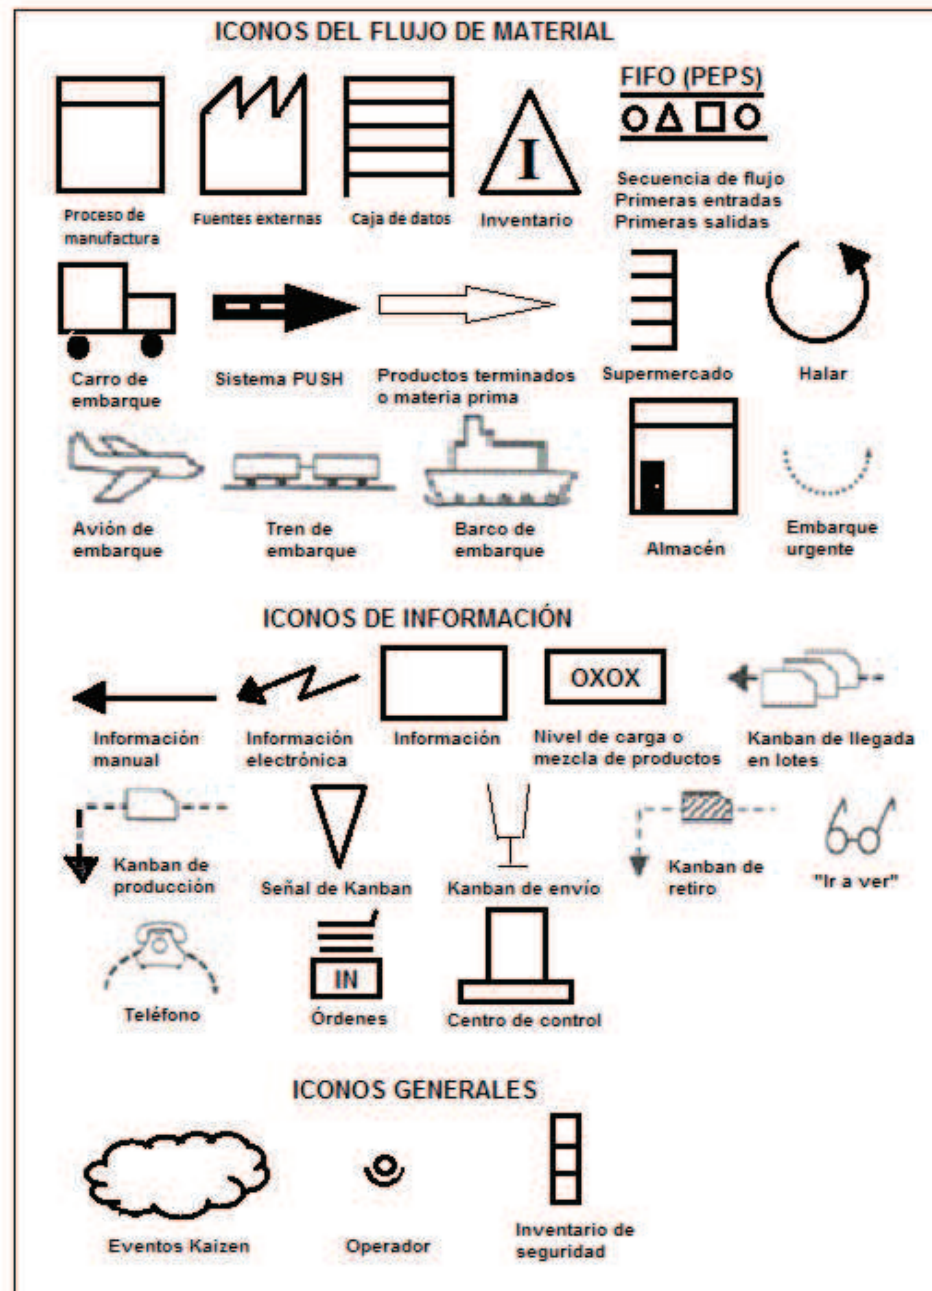 ICONOS DEL FLUJO DE MATERIAL
FIFO (PEPS)
I
Proceso de
manufactura
Fuentes externas
Caja de datos
Inventario
Secuencia de flujo
Primeras entradas
Primeras salidas
Carro de
embarque
Sistema PUSH
Productos terminados
o materia prima
Supermercado
Halar
Avión de
embarque
Tren de
embarque
Barco de
embarque
Almacén
Embarque
urgente
ICONOS DE INFORMACIÓN
OXOX
Información
manual
Información
electrónica
Información
Nivel de carga o
mezcla de productos
Kanban de llegada
en lotes
Kanban de
producción
Señal de Kanban
Kanban de envío
Kanban de
retiro
"Ir a ver"
IN
Teléfono
Órdenes
Centro de control
ICONOS GENERALES
Eventos Kaizen
Operador
Inventario de
seguridad